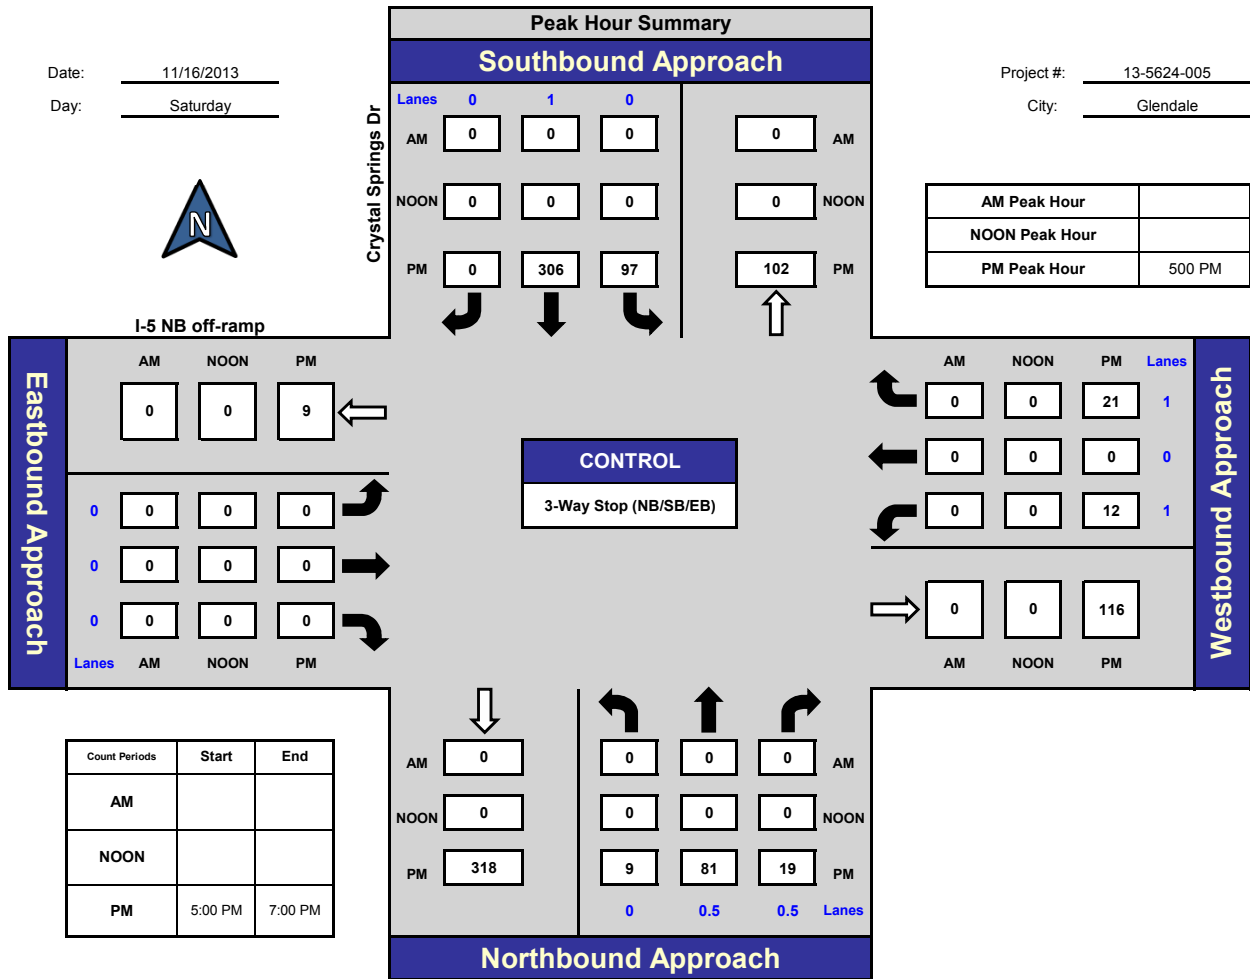 Peak Hour Summary
Southbound Approach
Date: 11/16/2013
Day: Saturday
Project #: 13-5624-005
City: Glendale
N
Crystal Springs Dr
Lanes 0 1 0
AM 0 0 0 0 AM
NOON 0 0 0 0 NOON
PM 0 306 97 102 PM
AM Peak Hour
NOON Peak Hour
PM Peak Hour 500 PM
I-5 NB off-ramp
Eastbound Approach
AM NOON PM
0 0 9
0 0 0 0
0 0 0 0
0 0 0 0
Lanes AM NOON PM
CONTROL
3-Way Stop (NB/SB/EB)
AM NOON PM Lanes
0 0 21 1
0 0 0 0
0 0 12 1
0 0 116
AM NOON PM
Westbound Approach
Count Periods Start End
AM
NOON
PM 5:00 PM 7:00 PM
AM 0 0 0 0 AM
NOON 0 0 0 0 NOON
PM 318 9 81 19 PM
0 0.5 0.5 Lanes
Northbound Approach